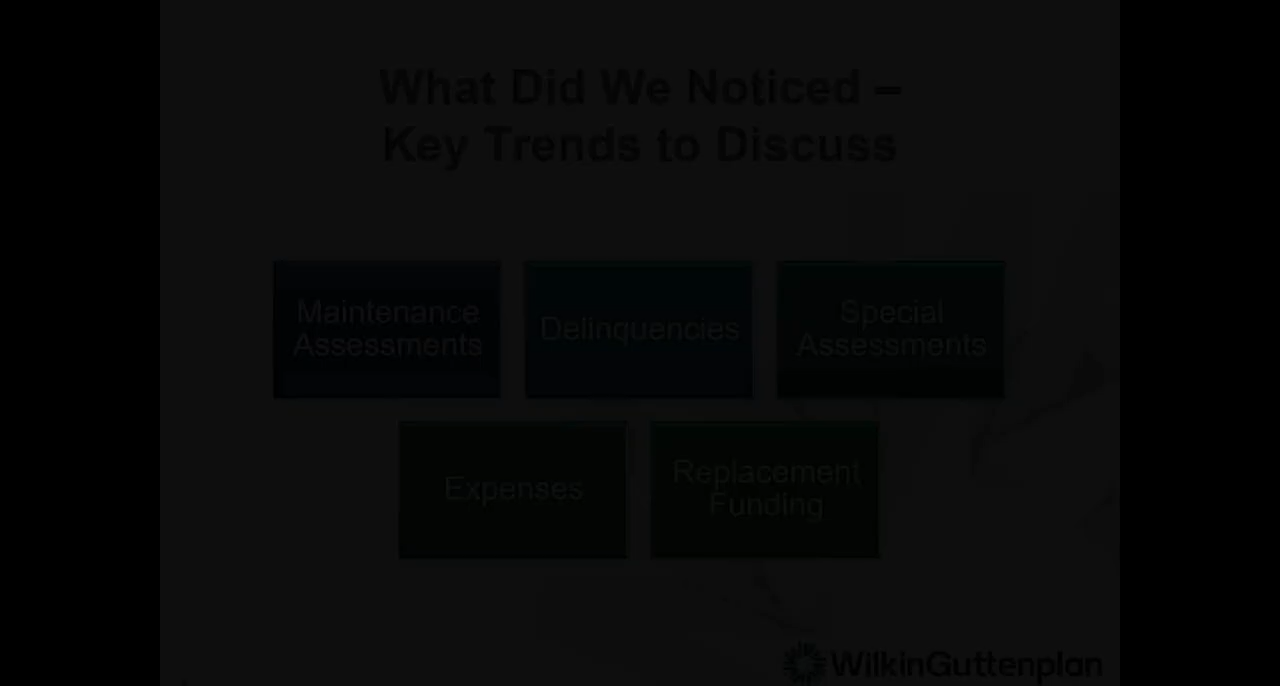 What Did We Noticed –
Key Trends to Discuss
Maintenance
Assessments
Delinquencies
Special
Assessments
Expenses
Replacement
Funding
WilkinGuttenplan